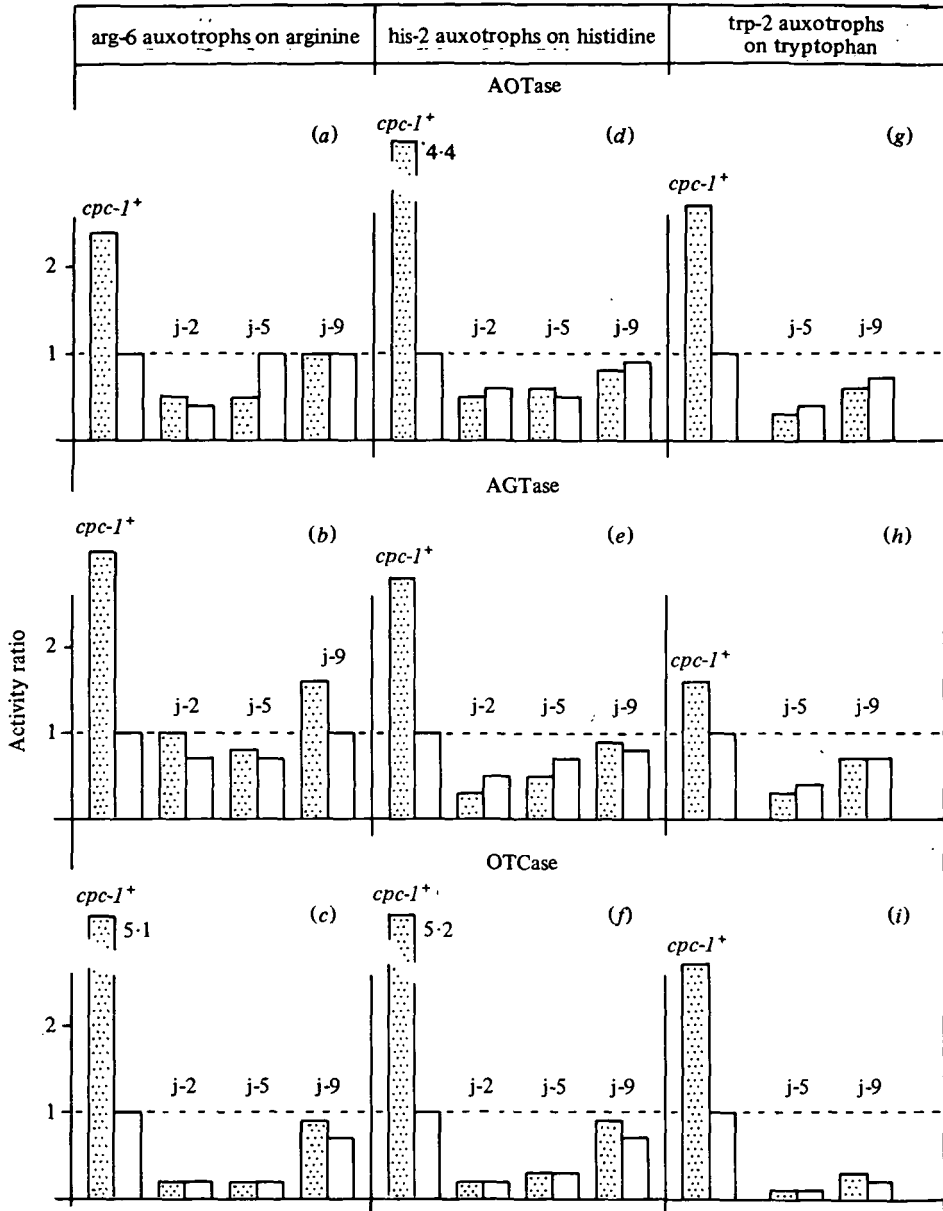 arg-6 auxotrophs on arginine
his-2 auxotrophs on histidine
trp-2 auxotrophs
on tryptophan
AOTase
(a)
(d)
(g)
cpc-1+
cpc-1+
4·4
cpc-1+
2
1
j-2
j-5
j-9
j-2
j-5
j-9
j-5
j-9
AGTase
(b)
(e)
(h)
cpc-1+
cpc-1+
cpc-1+
Activity ratio
2
1
j-2
j-5
j-9
j-2
j-5
j-9
j-5
j-9
OTCase
(c)
(f)
(i)
cpc-1+
5·1
cpc-1+
5·2
cpc-1+
2
1
j-2
j-5
j-9
j-2
j-5
j-9
j-5
j-9